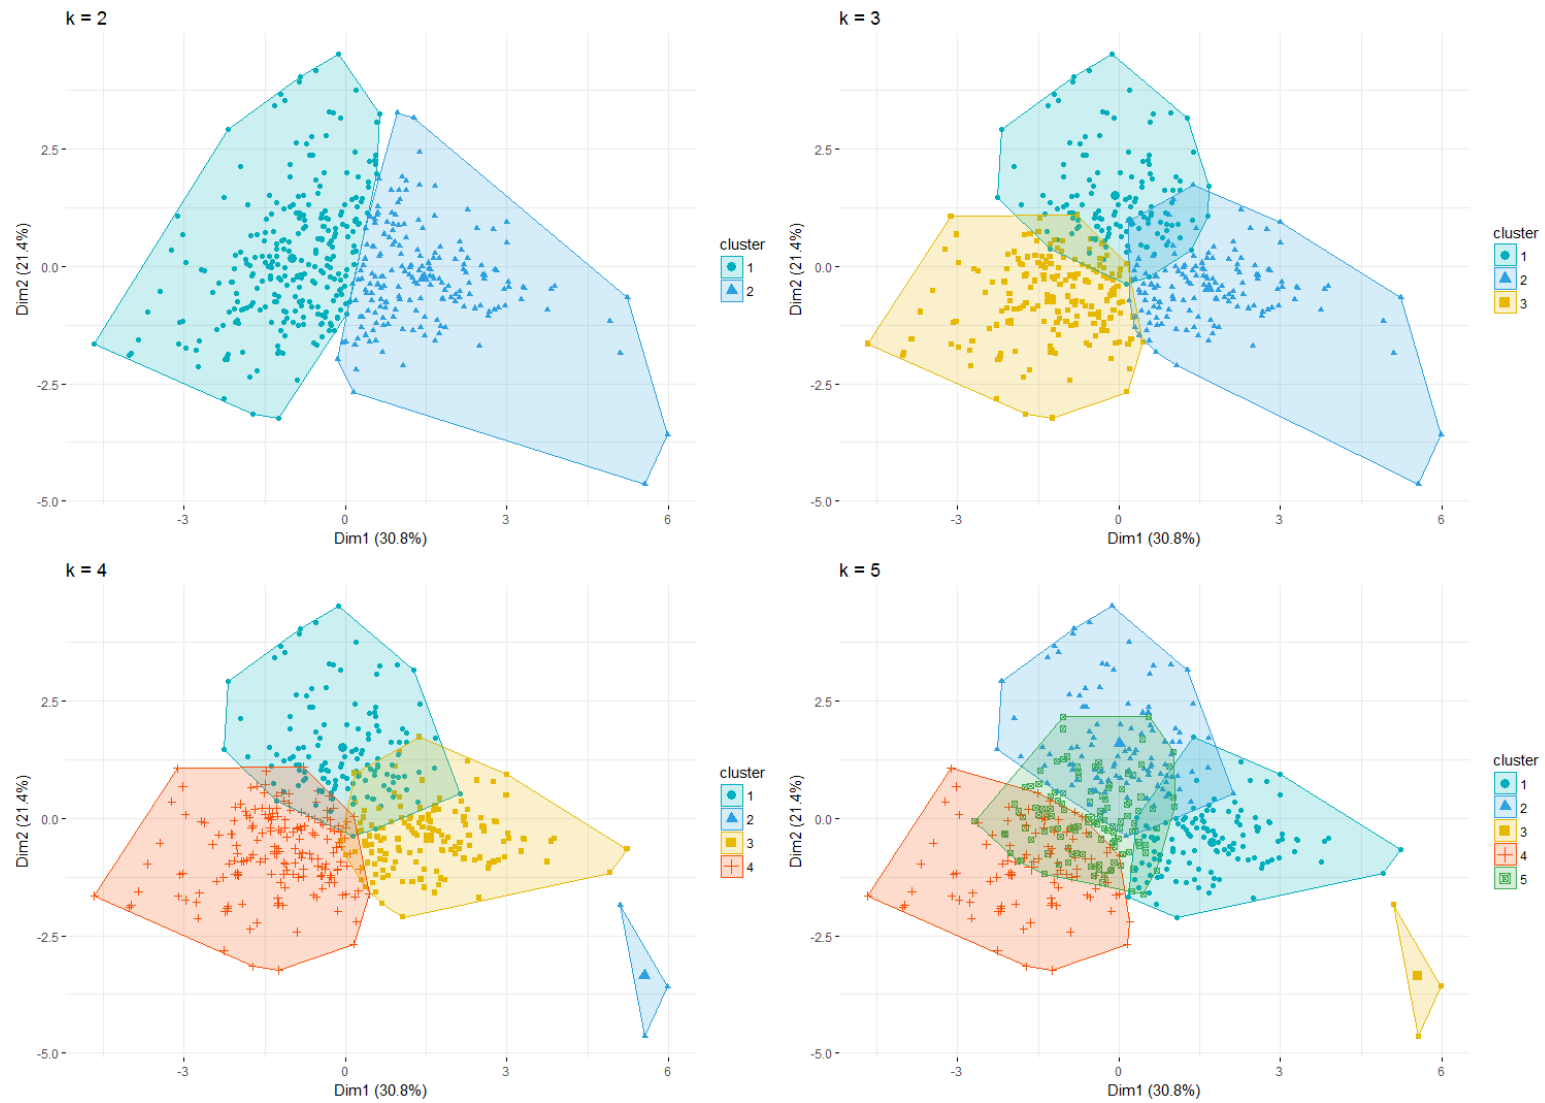 k = 2
2.5
0.0
-2.5
-5.0
Dim2 (21.4%)
-3
0
3
6
Dim1 (30.8%)
cluster
1
2
k = 3
2.5
0.0
-2.5
-5.0
Dim2 (21.4%)
-3
0
3
6
Dim1 (30.8%)
cluster
1
2
3
k = 4
2.5
0.0
-2.5
-5.0
Dim2 (21.4%)
-3
0
3
6
Dim1 (30.8%)
cluster
1
2
3
4
k = 5
2.5
0.0
-2.5
-5.0
Dim2 (21.4%)
-3
0
3
6
Dim1 (30.8%)
cluster
1
2
3
4
5